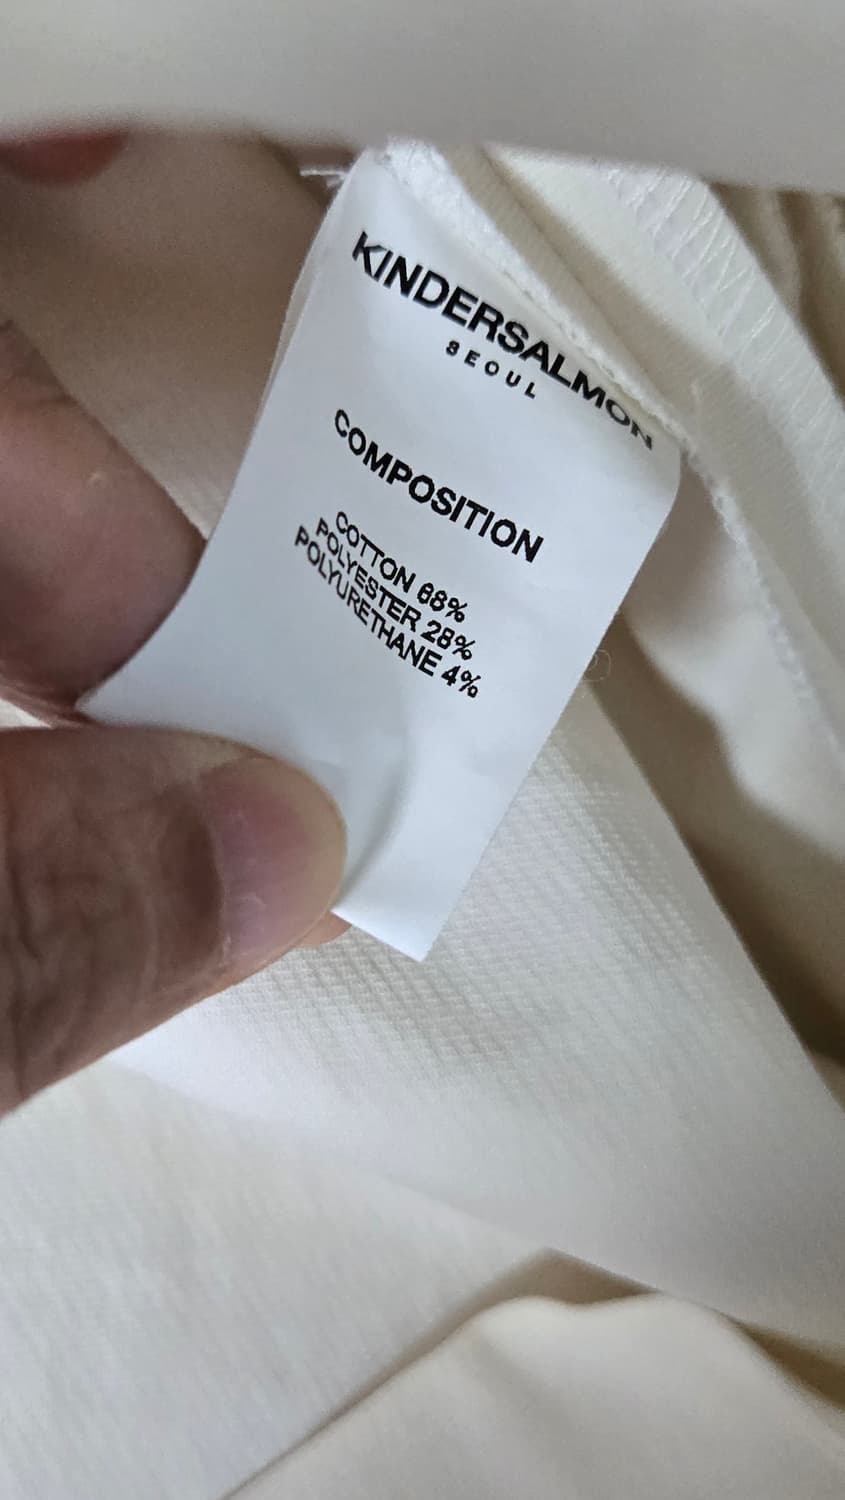 KINDERSALMON
SEOUL
COMPOSITION
COTTON 68%
POLYESTER 28%
POLYURETHANE 4%